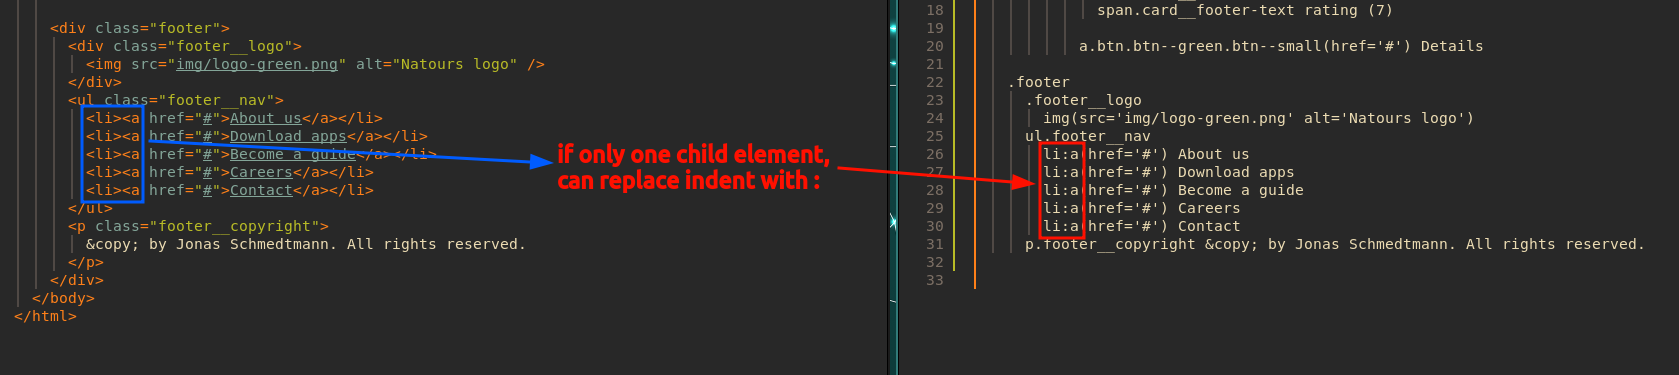 <div class="footer">
<div class="footer__logo">
<img src="img/logo-green.png" alt="Natours logo" />
</div>
<ul class="footer__nav">
<li><a href="#">About us</a></li>
<li><a href="#">Download apps</a></li>
<li><a href="#">Become a guide</a></li>
<li><a href="#">Careers</a></li>
<li><a href="#">Contact</a></li>
</ul>
<p class="footer__copyright">
&copy; by Jonas Schmedtmann. All rights reserved.
</p>
</div>
</body>
</html>
if only one child element,
can replace indent with :
18 span.card__footer-text rating (7)
19
20 a.btn.btn--green.btn--small(href='#') Details
21
22 .footer
23 .footer__logo
24 img(src='img/logo-green.png' alt='Natours logo')
25 ul.footer__nav
26 li:a(href='#') About us
27 li:a(href='#') Download apps
28 li:a(href='#') Become a guide
29 li:a(href='#') Careers
30 li:a(href='#') Contact
31 p.footer__copyright &copy; by Jonas Schmedtmann. All rights reserved.
32
33